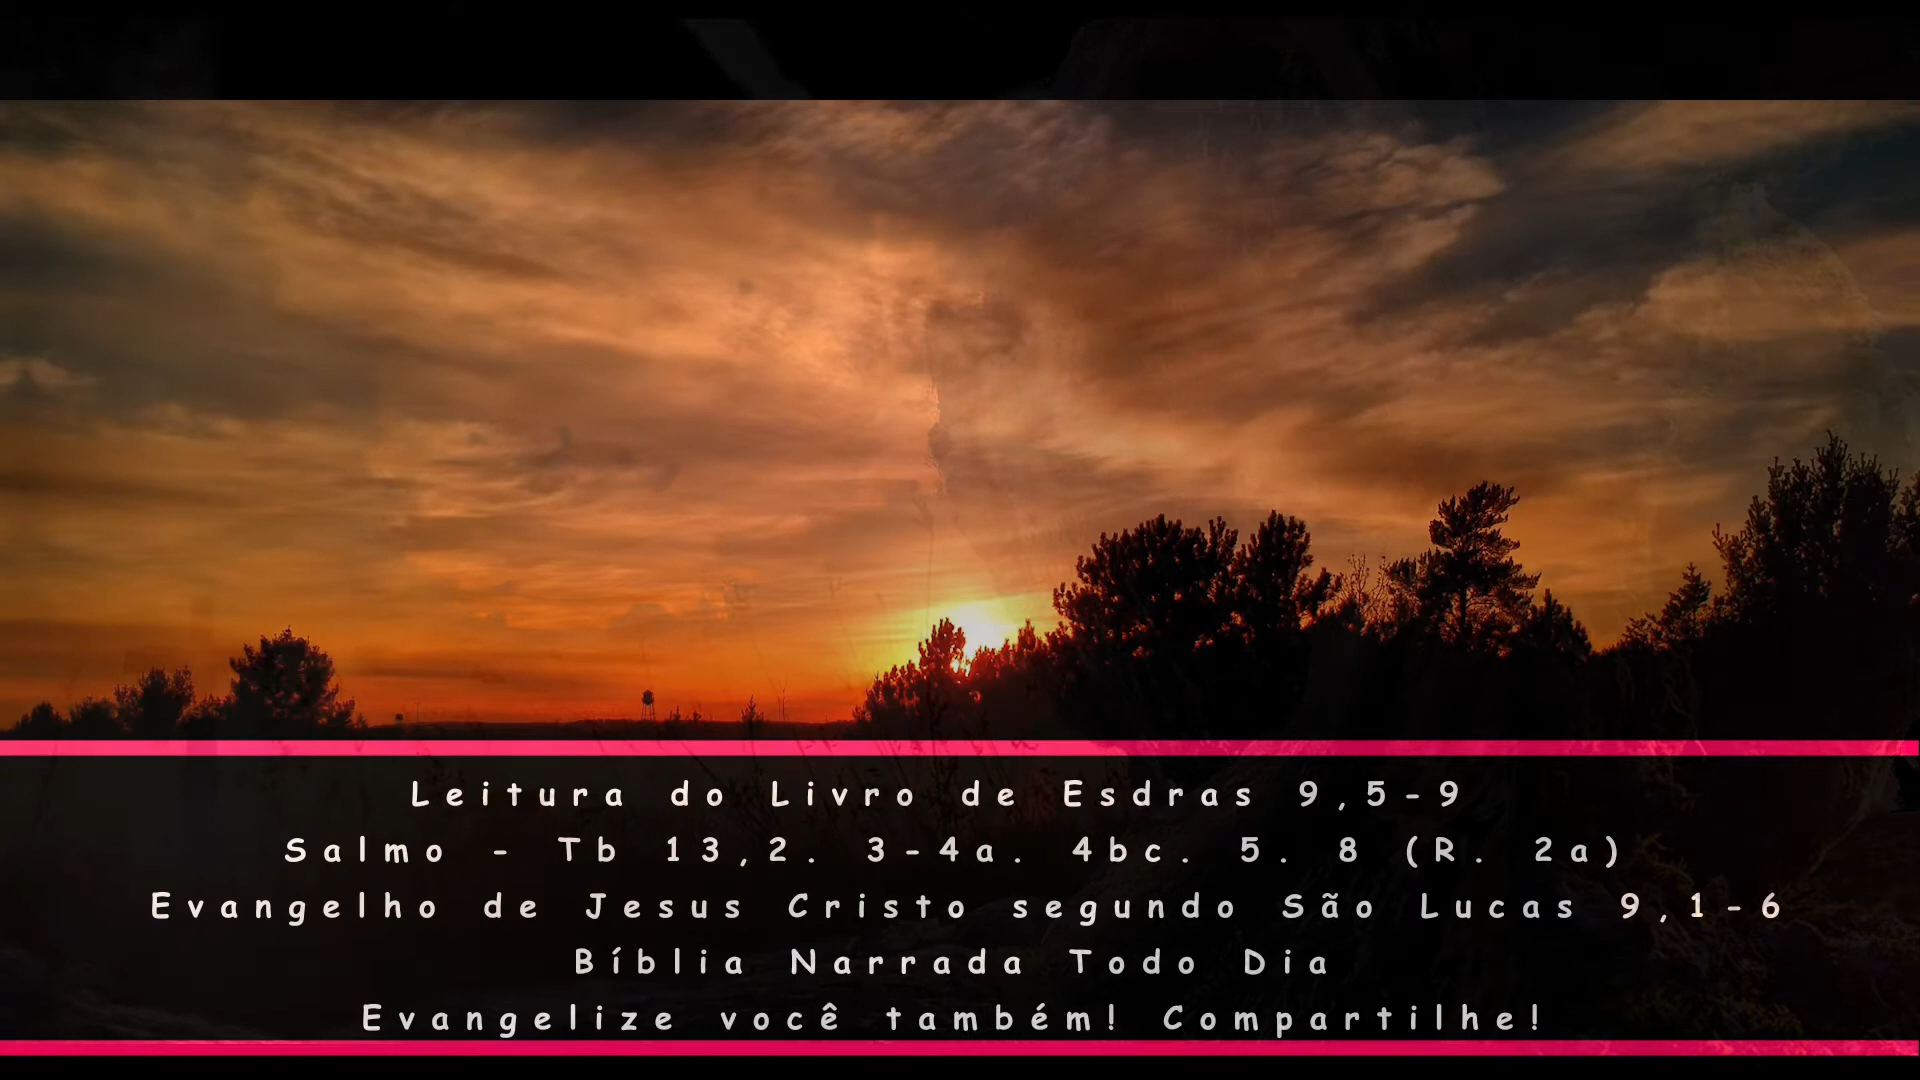 Leitura do Livro de Esdras 9,5-9
Salmo - Tb 13,2. 3-4a. 4bc. 5. 8 (R. 2a)
Evangelho de Jesus Cristo segundo São Lucas 9,1-6
Bíblia Narrada Todo Dia
Evangelize você também! Compartilhe!